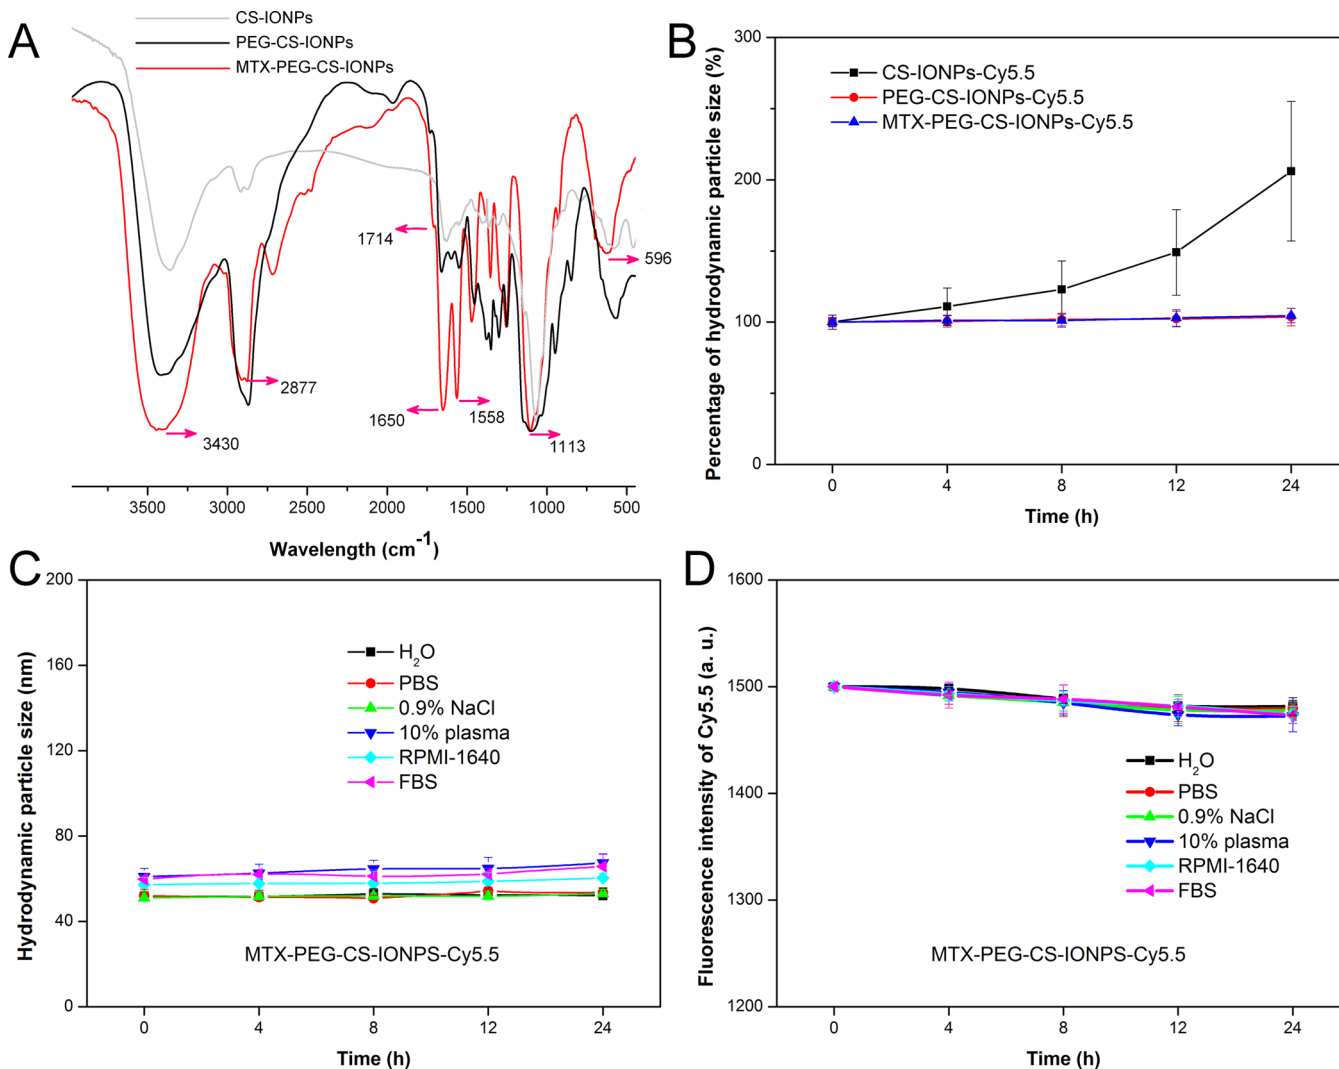 A
CS-IONPs
PEG-CS-IONPs
MTX-PEG-CS-IONPs
1714
596
2877
1650
1558
3430
1113
3500 3000 2500 2000 1500 1000 500
Wavelength (cm-1)
B
Percentage of hydrodynamic particle size (%)
300
200
100
0
CS-IONPs-Cy5.5
PEG-CS-IONPs-Cy5.5
MTX-PEG-CS-IONPs-Cy5.5
0 4 8 12 24
Time (h)
C
Hydrodynamic particle size (nm)
200
160
120
80
40
0
H2O
PBS
0.9% NaCl
10% plasma
RPMI-1640
FBS
MTX-PEG-CS-IONPS-Cy5.5
0 4 8 12 24
Time (h)
D
Fluorescence intensity of Cy5.5 (a. u.)
1600
1500
1400
1300
1200
H2O
PBS
0.9% NaCl
10% plasma
RPMI-1640
FBS
MTX-PEG-CS-IONPS-Cy5.5
0 4 8 12 24
Time (h)